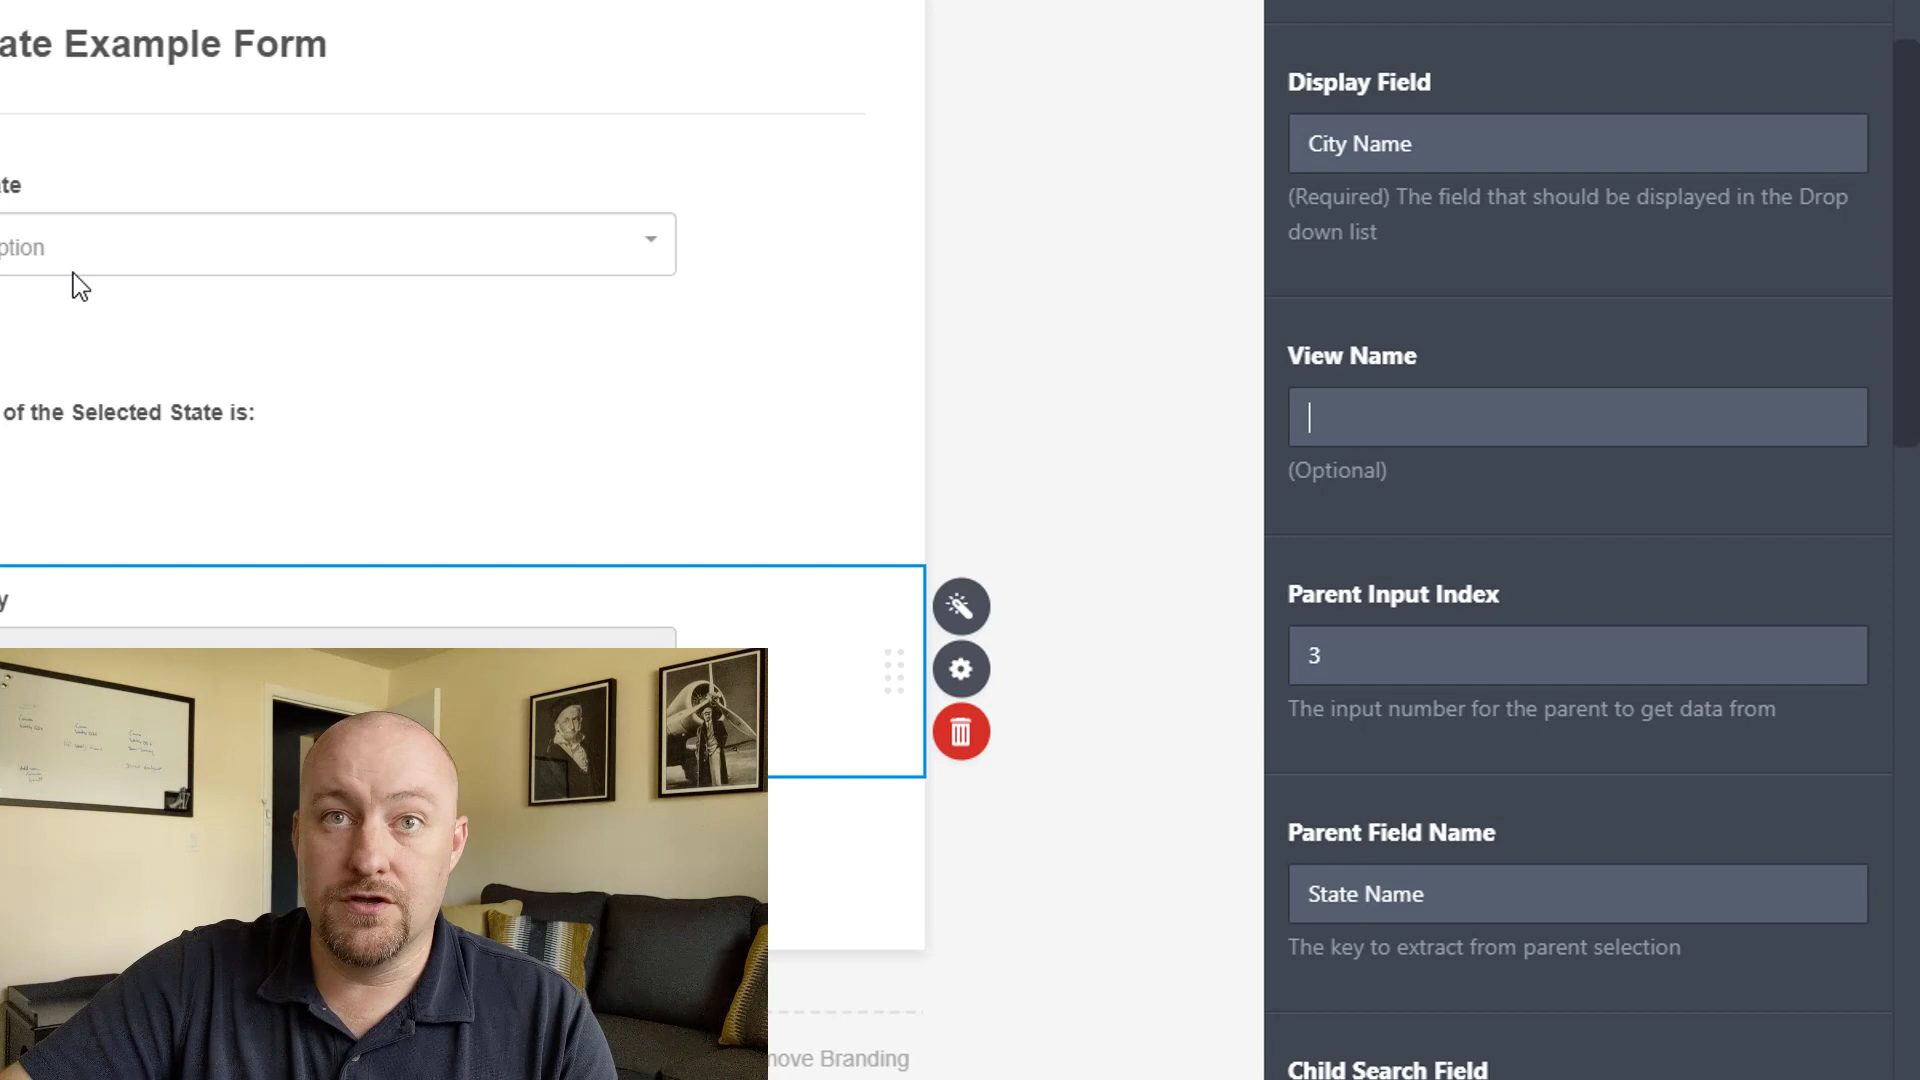 ate Example Form
ate
ption
of the Selected State is:
y
move Branding
Display Field
City Name
(Required) The field that should be displayed in the Drop
down list
View Name
(Optional)
Parent Input Index
3
The input number for the parent to get data from
Parent Field Name
State Name
The key to extract from parent selection
Child Search Field